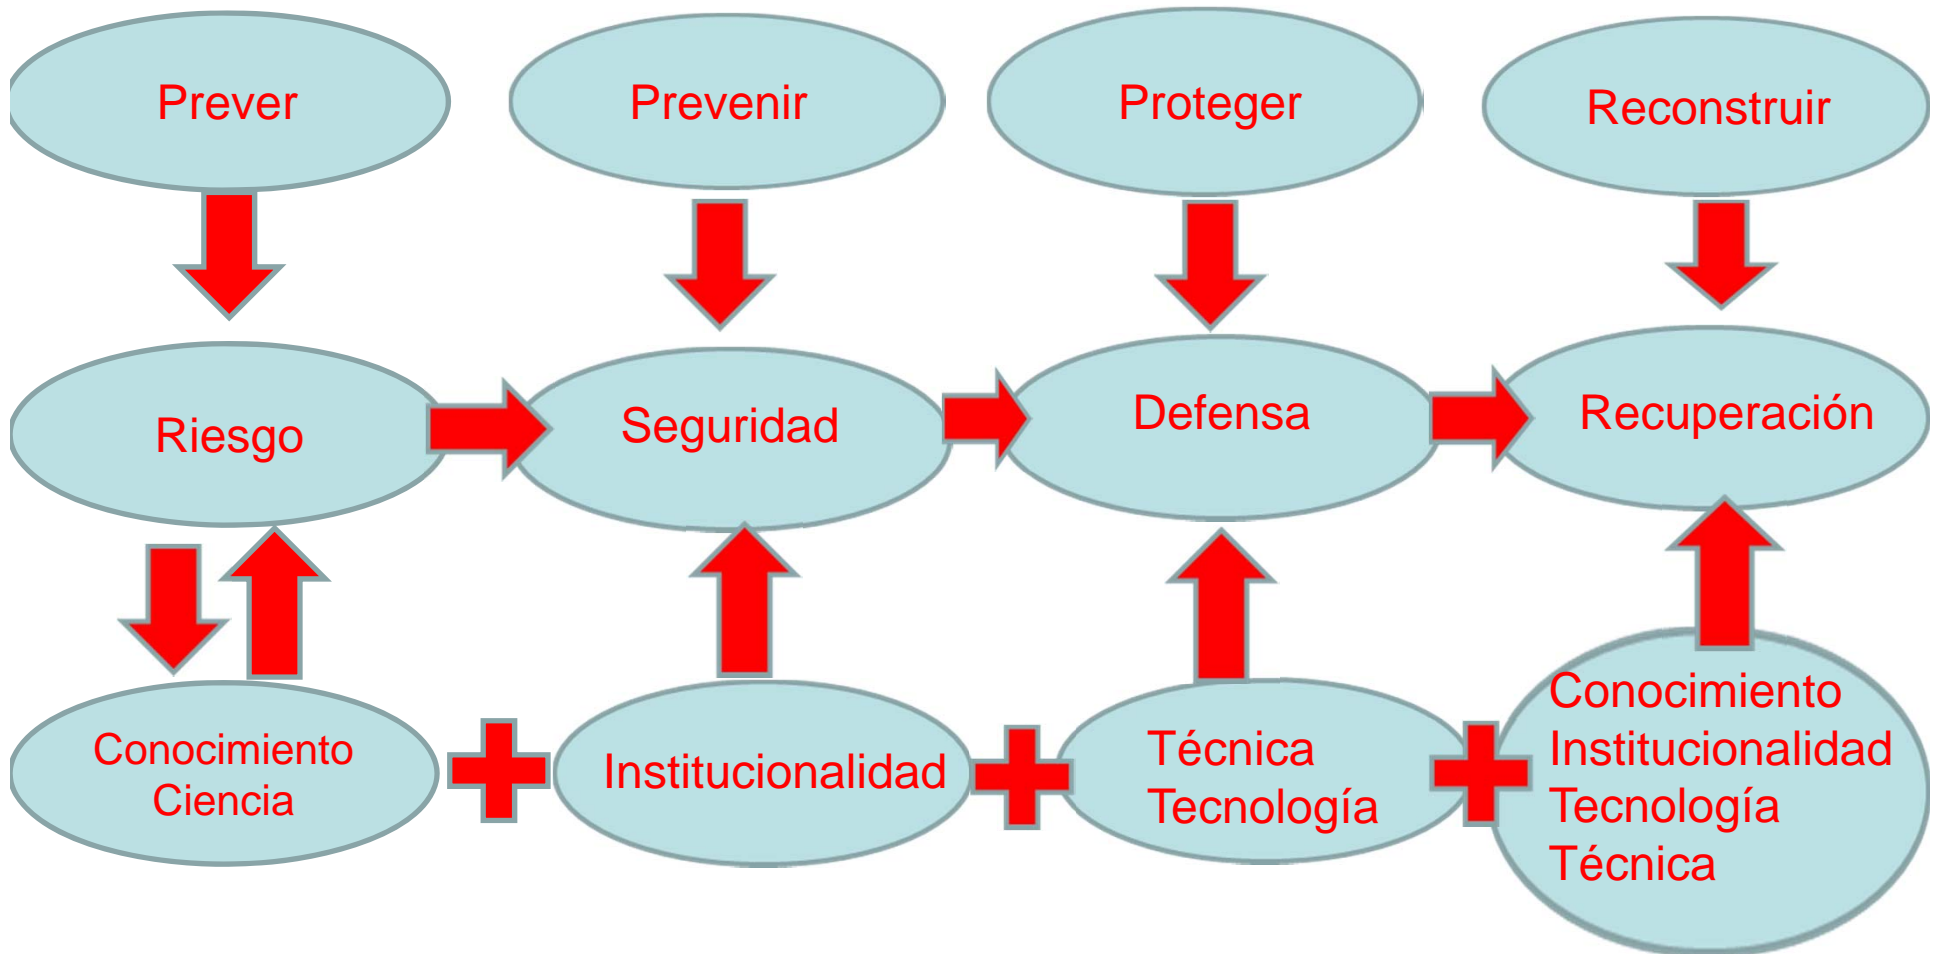 Prever
Prevenir
Proteger
Reconstruir
Riesgo
Seguridad
Defensa
Recuperación
Conocimiento
Ciencia
Institucionalidad
Técnica
Tecnología
Conocimiento
Institucionalidad
Tecnología
Técnica